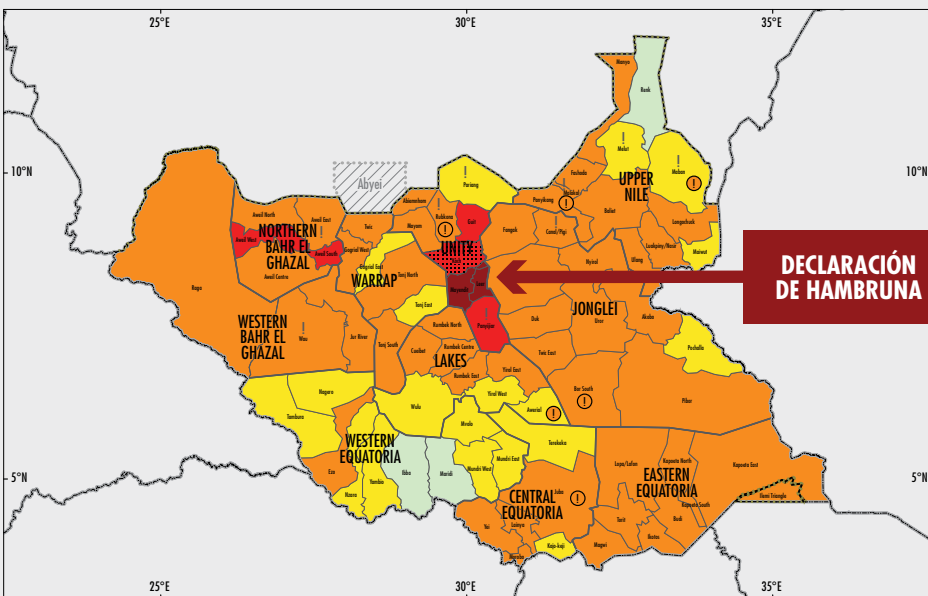 25°E
30°E
35°E
10°N
10°N
5°N
5°N
25°E
30°E
35°E
Abyei
Manyo
Renk
Melut
Maban
Fashoda
UPPER
NILE
Malakal
Panyikang
Baliet
Longochuk
Luakpiny/Nasir
Maiwut
Ulang
Pariang
Abiemnhom
Rubkona
Mayom
Guit
UNITY
Koch
Mayendit
Leer
Panyijiar
Fangak
Canal/Pigi
Nyirol
JONGLEI
Uror
Akobo
Duk
Twic East
Pochalla
Bor South
Pibor
Aweil North
Aweil East
Aweil West
NORTHERN
BAHR EL
GHAZAL
Aweil South
Aweil Centre
Twic
Gogrial West
Gogrial East
WARRAP
Tonj North
Tonj East
Tonj South
Raga
WESTERN
BAHR EL
GHAZAL
Wau
Jur River
Rumbek North
Cueibet
Rumbek Centre
LAKES
Rumbek East
Yirol East
Yirol West
Wulu
Awerial
Nagero
Tambura
WESTERN
EQUATORIA
Ezo
Nzara
Yambio
Ibba
Maridi
Mvolo
Mundri West
Mundri East
Terekeka
CENTRAL
EQUATORIA
Juba
Yei
Lainya
Morobo
Kajo-keji
Lopa/Lafon
Kapoeta North
Kapoeta East
EASTERN
EQUATORIA
Kapoeta South
Torit
Budi
Ikotos
Magwi
Ilemi Triangle
DECLARACIÓN
DE HAMBRUNA